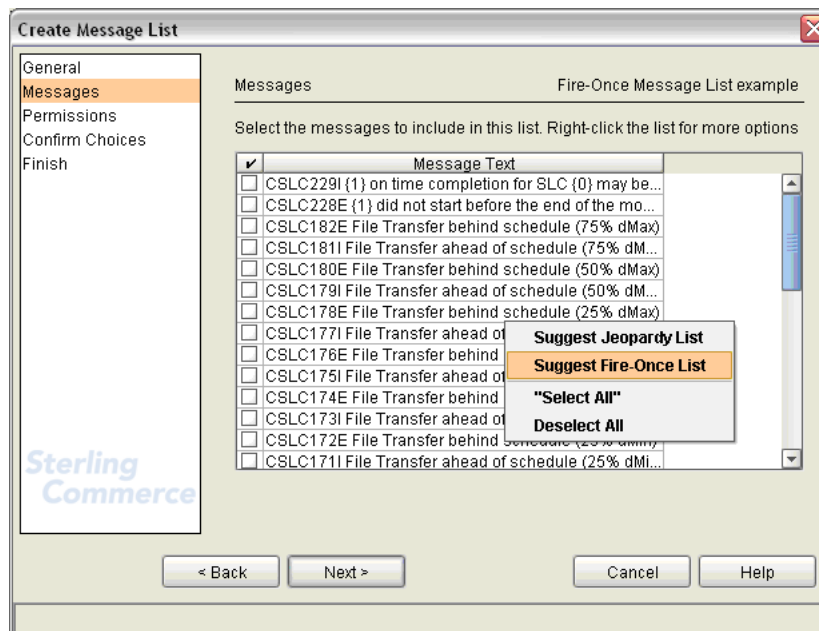 Create Message List
General
Messages
Permissions
Confirm Choices
Finish
Messages Fire-Once Message List example
Select the messages to include in this list. Right-click the list for more options
✔ Message Text
CSLC229I {1} on time completion for SLC {0} may be...
CSLC228E {1} did not start before the end of the mo...
CSLC182E File Transfer behind schedule (75% dMax)
CSLC181I File Transfer ahead of schedule (75% dM...
CSLC180E File Transfer behind schedule (50% dMax)
CSLC179I File Transfer ahead of schedule (50% dM...
CSLC178E File Transfer behind schedule (25% dMax)
CSLC177I File Transfer ahead of
CSLC176E File Transfer behind
CSLC175I File Transfer ahead of
CSLC174E File Transfer behind
CSLC173I File Transfer ahead of
CSLC172E File Transfer behind schedule (25% dMin)
CSLC171I File Transfer ahead of schedule (25% dMi...
Suggest Jeopardy List
Suggest Fire-Once List
"Select All"
Deselect All
Sterling
Commerce
< Back Next > Cancel Help